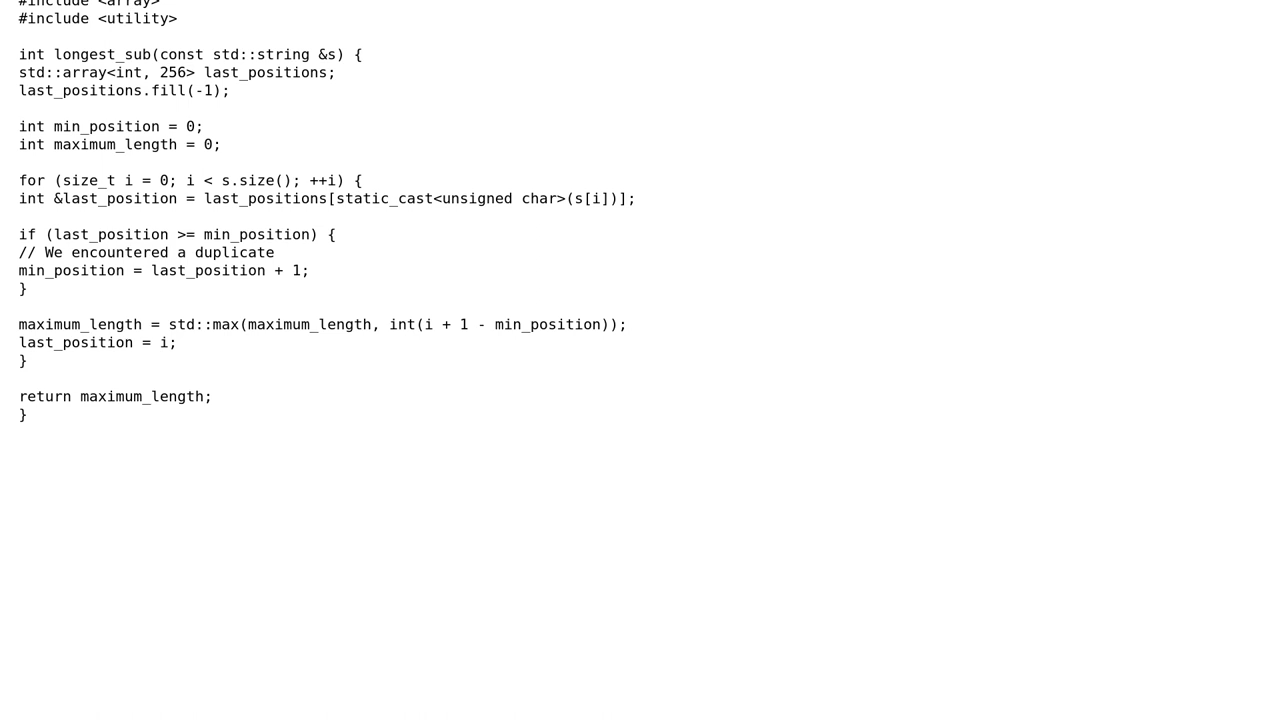 #include <array>
#include <utility>

int longest_sub(const std::string &s) {
std::array<int, 256> last_positions;
last_positions.fill(-1);

int min_position = 0;
int maximum_length = 0;

for (size_t i = 0; i < s.size(); ++i) {
int &last_position = last_positions[static_cast<unsigned char>(s[i])];

if (last_position >= min_position) {
// We encountered a duplicate
min_position = last_position + 1;
}

maximum_length = std::max(maximum_length, int(i + 1 - min_position));
last_position = i;
}

return maximum_length;
}